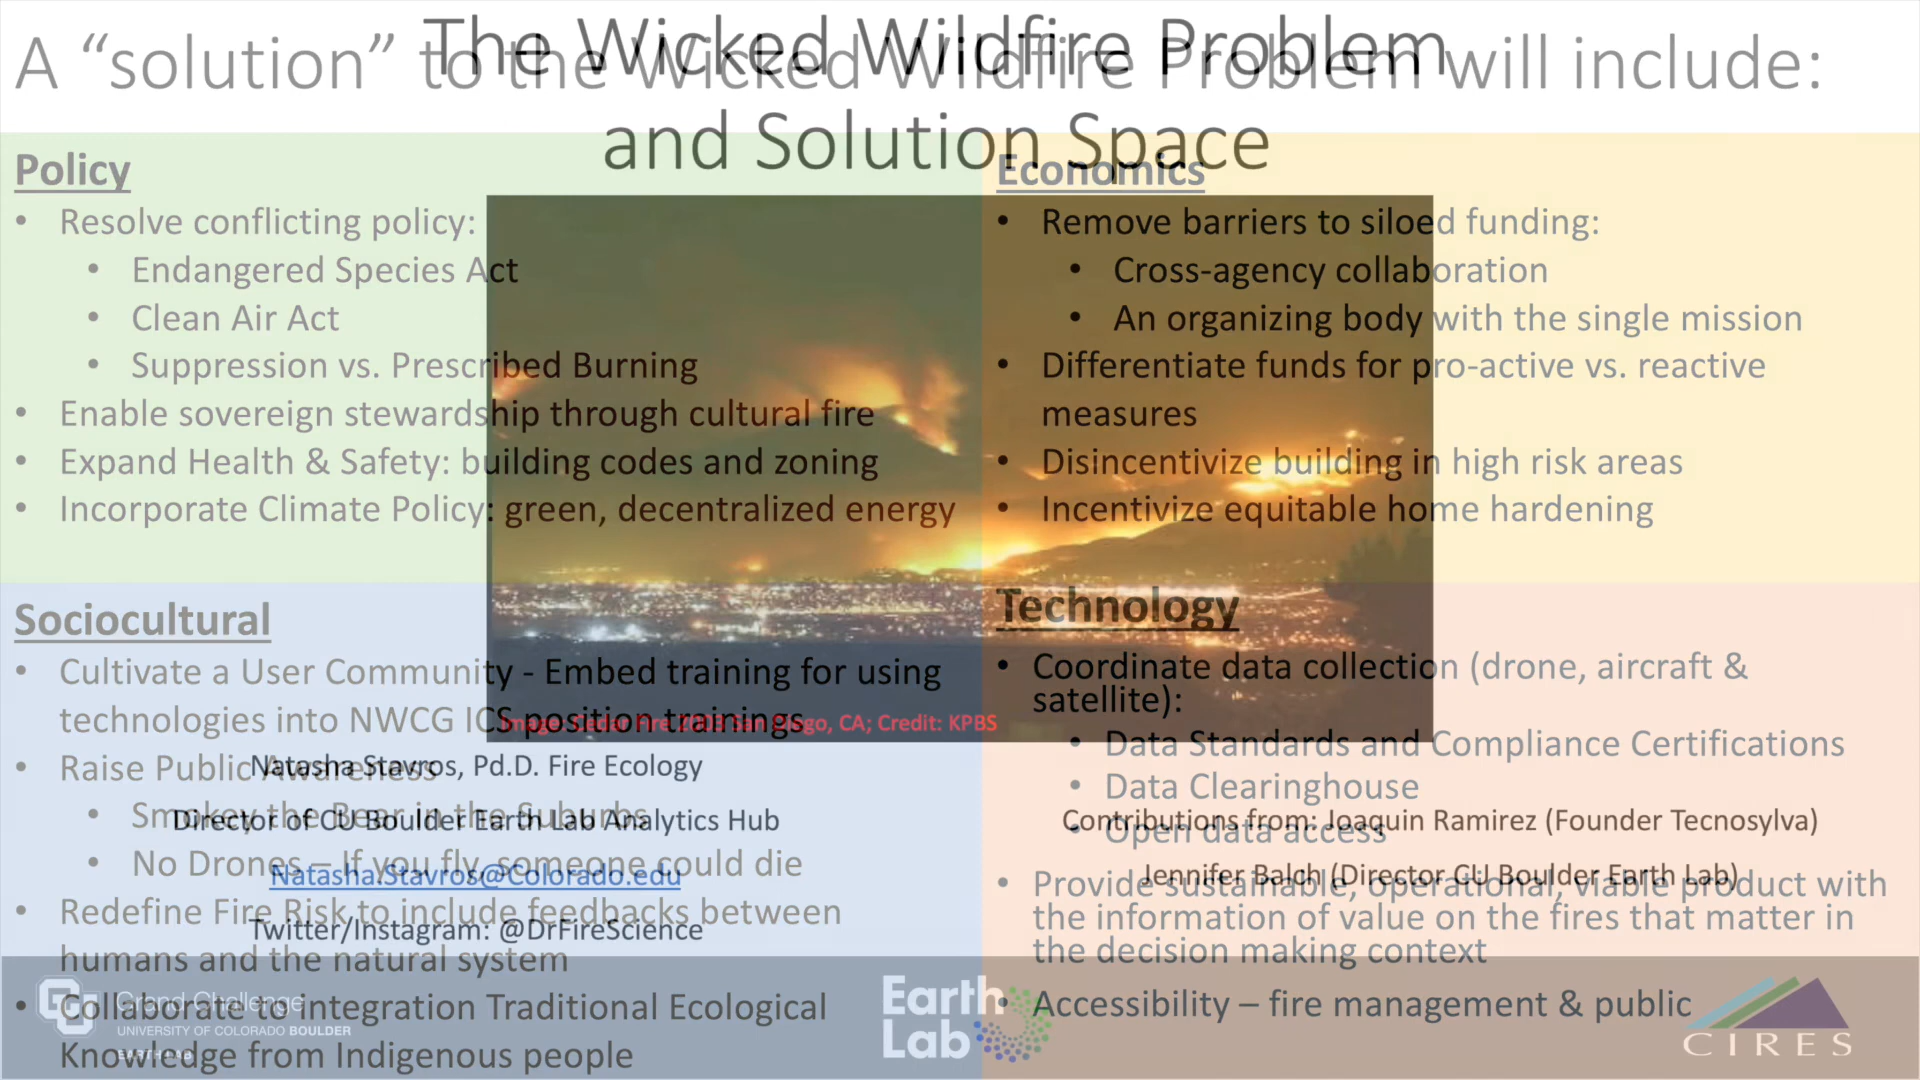 The Wicked Wildfire Problem
and Solution Space
A “solution” to the Wicked Wildfire Problem will include:
Policy
• Resolve conflicting policy:
• Endangered Species Act
• Clean Air Act
• Suppression vs. Prescribed Burning
• Enable sovereign stewardship through cultural fire
• Expand Health & Safety: building codes and zoning
• Incorporate Climate Policy: green, decentralized energy
Economics
• Remove barriers to siloed funding:
• Cross-agency collaboration
• An organizing body with the single mission
• Differentiate funds for pro-active vs. reactive
measures
• Disincentivize building in high risk areas
• Incentivize equitable home hardening
Sociocultural
• Cultivate a User Community - Embed training for using
technologies into NWCG ICS position trainings
• Raise Public Awareness
• Smokey the Bear in the Suburbs
• No Drones – If you fly, someone could die
• Redefine Fire Risk to include feedbacks between
humans and the natural system
• Collaborative integration Traditional Ecological
Knowledge from Indigenous people
Technology
• Coordinate data collection (drone, aircraft &
satellite):
• Data Standards and Compliance Certifications
• Data Clearinghouse
• Open data access
• Provide sustainable, operational, viable product with
the information of value on the fires that matter in
the decision making context
• Accessibility – fire management & public
Image: Cedar Fire 2003 San Diego, CA; Credit: KPBS
Natasha Stavros, Pd.D. Fire Ecology
Director of CU Boulder Earth Lab Analytics Hub
Natasha.Stavros@Colorado.edu
Twitter/Instagram: @DrFireScience
Contributions from: Joaquin Ramirez (Founder Tecnosylva)
Jennifer Balch (Director CU Boulder Earth Lab)
Grand Challenge
UNIVERSITY OF COLORADO BOULDER
EARTH LAB
Earth
Lab
CIRES